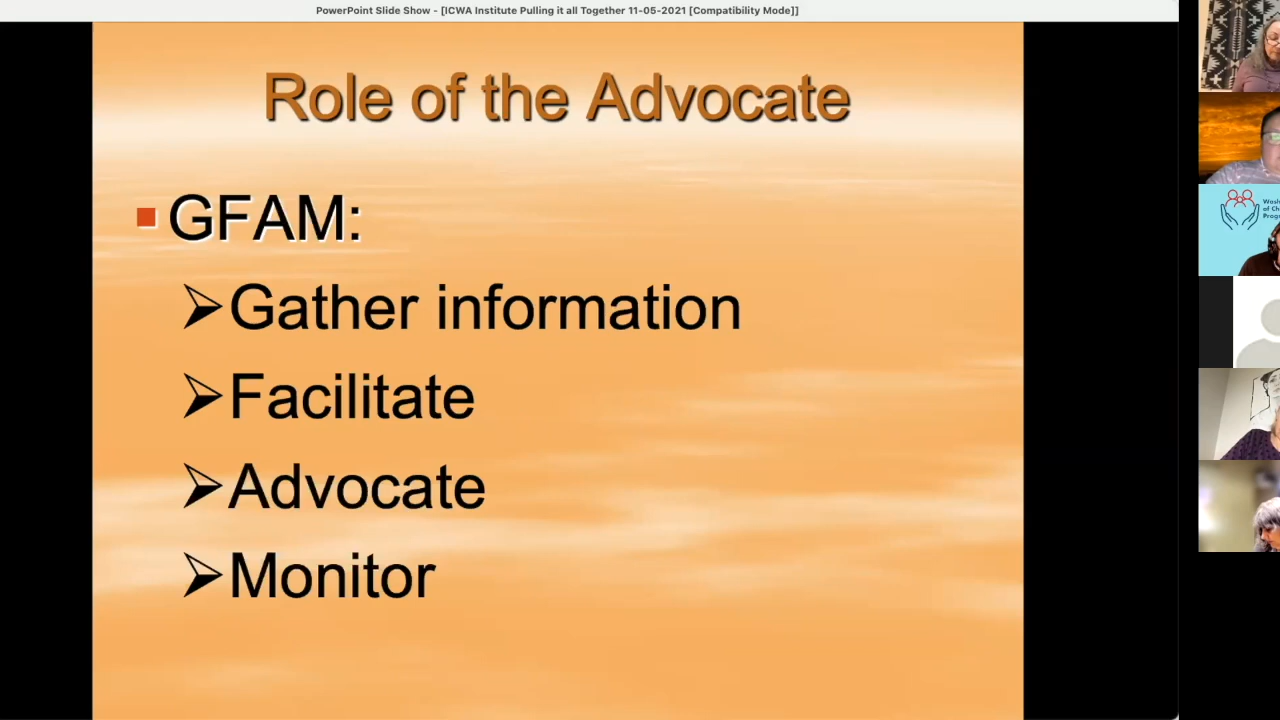 PowerPoint Slide Show - [ICWA Institute Pulling it all Together 11-05-2021 [Compatibility Mode]]
Role of the Advocate
GFAM:
Gather information
Facilitate
Advocate
Monitor